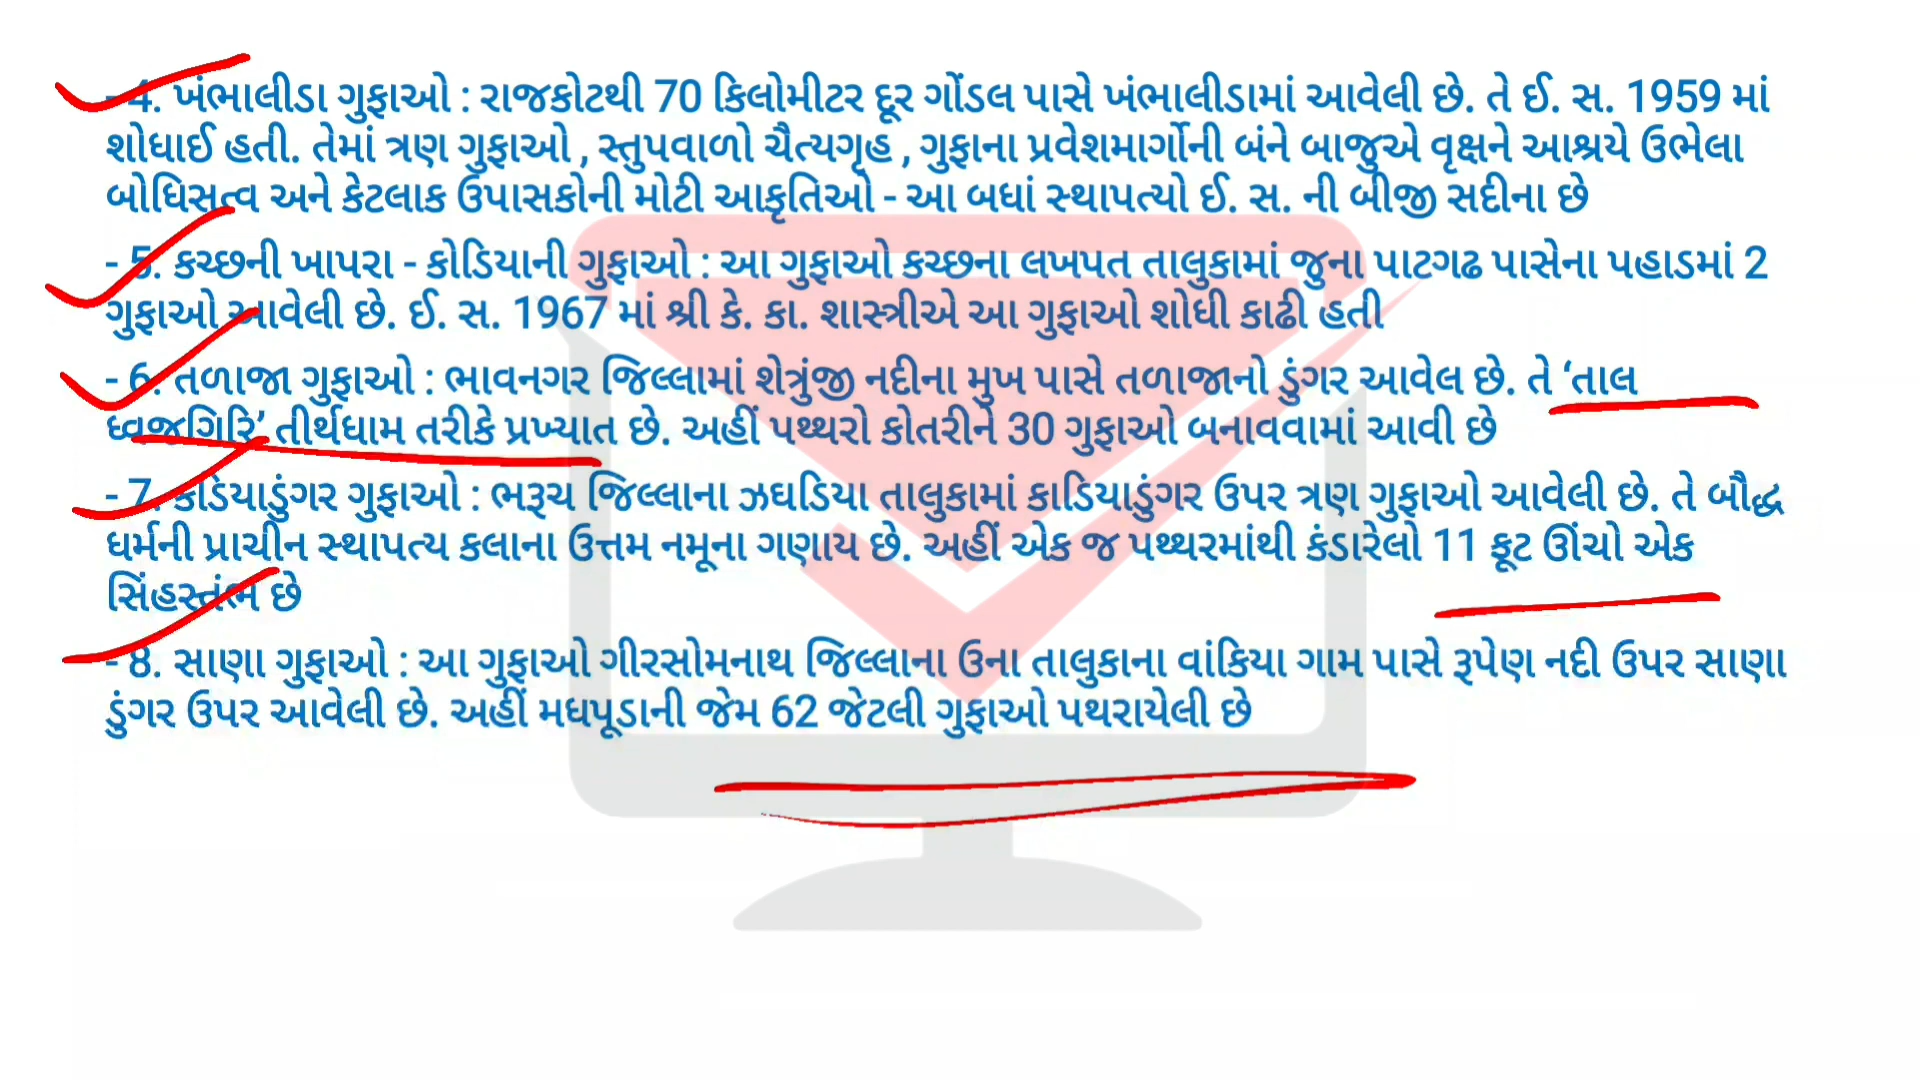 - 4. ખંભાલીડા ગુફાઓ : રાજકોટથી 70 કિલોમીટર દૂર ગોંડલ પાસે ખંભાલીડામાં આવેલી છે. તે ઈ. સ. 1959 માં
શોધાઈ હતી. તેમાં ત્રણ ગુફાઓ , સ્તુપવાળો ચૈત્યગૃહ , ગુફાના પ્રવેશમાર્ગોની બંને બાજુએ વૃક્ષને આશ્રયે ઉભેલા
બોધિસત્વ અને કેટલાક ઉપાસકોની મોટી આકૃતિઓ - આ બધાં સ્થાપત્યો ઈ. સ. ની બીજી સદીના છે
- 5. કચ્છની ખાપરા - કોડિયાની ગુફાઓ : આ ગુફાઓ કચ્છના લખપત તાલુકામાં જુના પાટગઢ પાસેના પહાડમાં 2
ગુફાઓ આવેલી છે. ઈ. સ. 1967 માં શ્રી કે. કા. શાસ્ત્રીએ આ ગુફાઓ શોધી કાઢી હતી
- 6. તળાજા ગુફાઓ : ભાવનગર જિલ્લામાં શેત્રુંજી નદીના મુખ પાસે તળાજાનો ડુંગર આવેલ છે. તે ‘તાલ
ધ્વજગિરિ’ તીર્થધામ તરીકે પ્રખ્યાત છે. અહીં પથ્થરો કોતરીને 30 ગુફાઓ બનાવવામાં આવી છે
- 7. કાડિયાડુંગર ગુફાઓ : ભરૂચ જિલ્લાના ઝઘડિયા તાલુકામાં કાડિયાડુંગર ઉપર ત્રણ ગુફાઓ આવેલી છે. તે બૌદ્ધ
ધર્મની પ્રાચીન સ્થાપત્ય કલાના ઉત્તમ નમૂના ગણાય છે. અહીં એક જ પથ્થરમાંથી કંડારેલો 11 ફૂટ ઊંચો એક
સિંહસ્તંભ છે
- 8. સાણા ગુફાઓ : આ ગુફાઓ ગીરસોમનાથ જિલ્લાના ઉના તાલુકાના વાંકિયા ગામ પાસે રૂપેણ નદી ઉપર સાણા
ડુંગર ઉપર આવેલી છે. અહીં મધપૂડાની જેમ 62 જેટલી ગુફાઓ પથરાયેલી છે